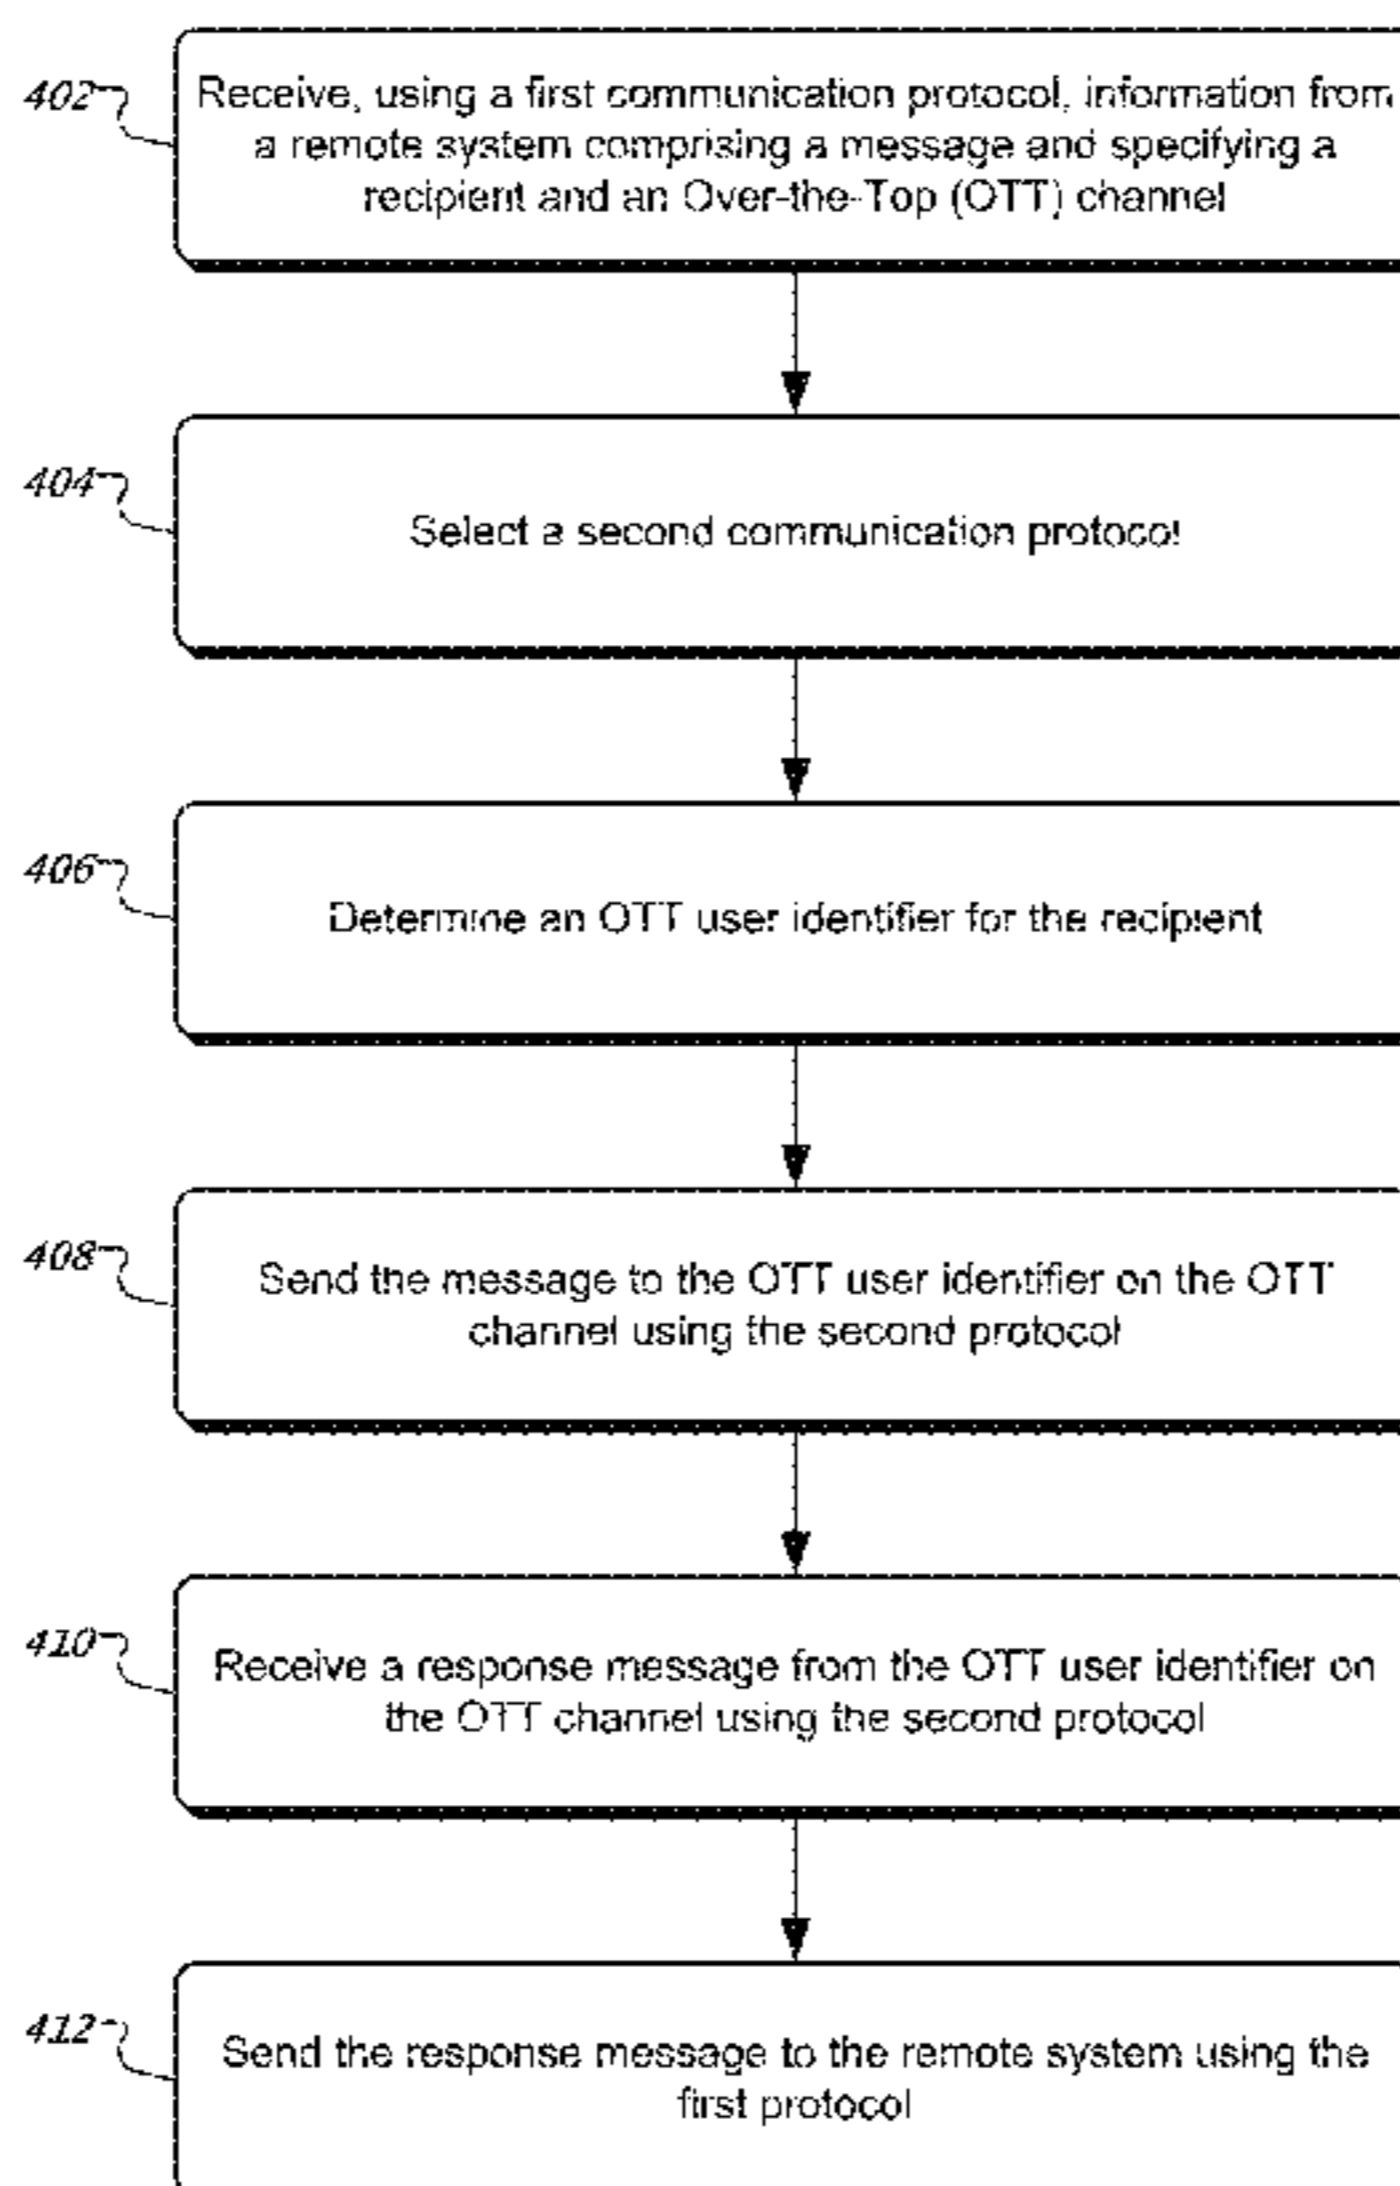 402
Receive, using a first communication protocol, information from
a remote system comprising a message and specifying a
recipient and an Over-the-Top (OTT) channel
404
Select a second communication protocol
406
Determine an OTT user identifier for the recipient
408
Send the message to the OTT user identifier on the OTT
channel using the second protocol
410
Receive a response message from the OTT user identifier on
the OTT channel using the second protocol
412
Send the response message to the remote system using the
first protocol